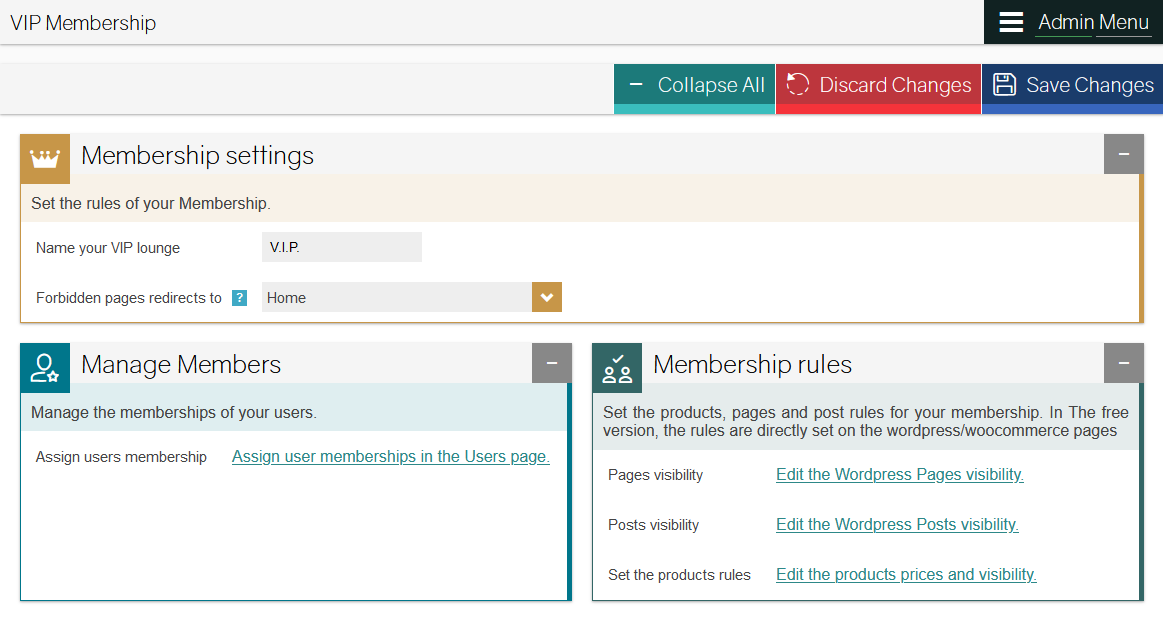 VIP Membership
Admin Menu
Collapse All
Discard Changes
Save Changes
Membership settings
Set the rules of your Membership.
Name your VIP lounge
V.I.P.
Forbidden pages redirects to
?
Home
Manage Members
Manage the memberships of your users.
Assign users membership
Assign user memberships in the Users page.
Membership rules
Set the products, pages and post rules for your membership. In The free
version, the rules are directly set on the wordpress/woocommerce pages
Pages visibility
Edit the Wordpress Pages visibility.
Posts visibility
Edit the Wordpress Posts visibility.
Set the products rules
Edit the products prices and visibility.